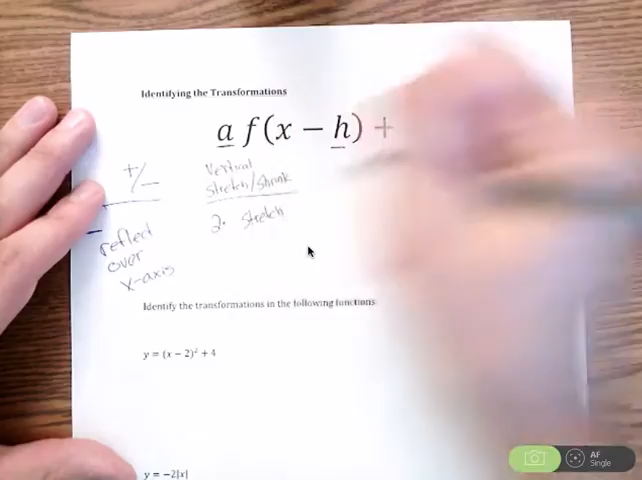 Identifying the Transformations
a f(x − h) +
+/−
Vertical
Stretch/Shrink
−
2. Stretch
reflect
over
x-axis
Identify the transformations in the following functions
y = (x − 2)² + 4
y = −2|x|
AF
Single